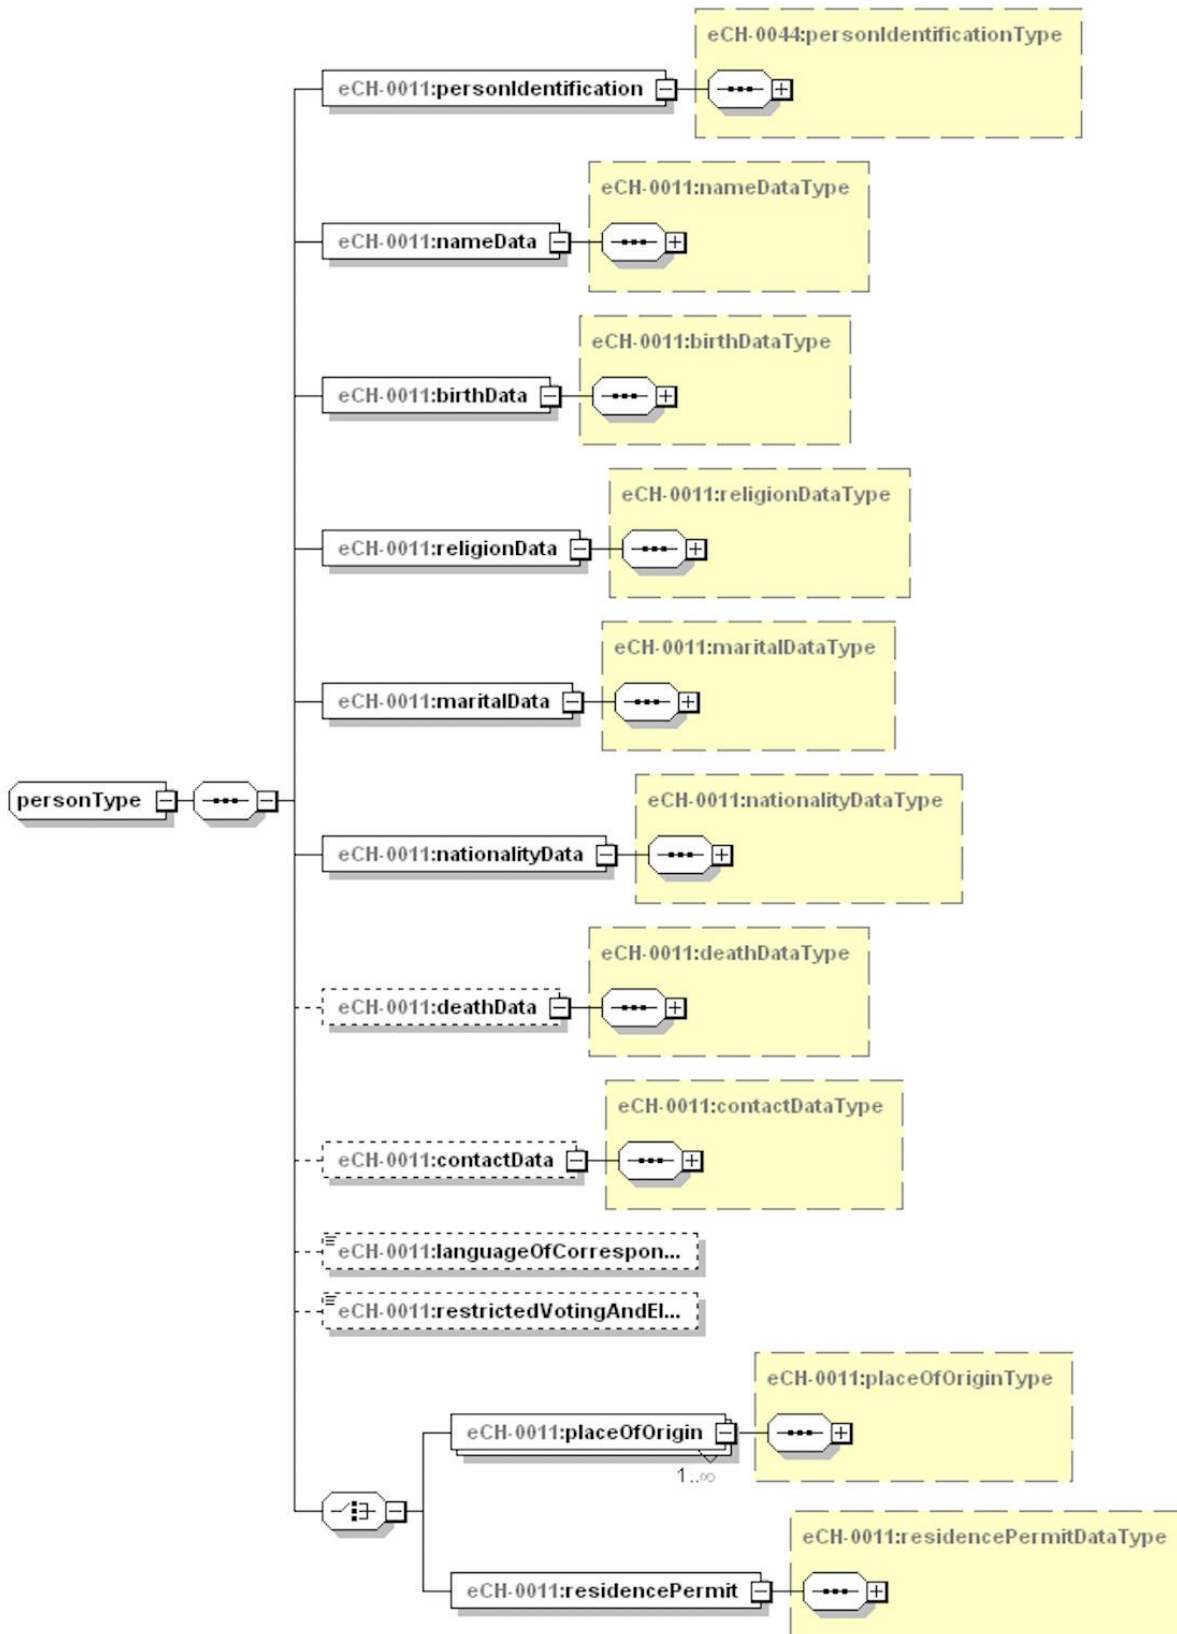 eCH-0044:personIdentificationType
eCH-0011:personIdentification
eCH-0011:nameDataType
eCH-0011:nameData
eCH-0011:birthDataType
eCH-0011:birthData
eCH-0011:religionDataType
eCH-0011:religionData
eCH-0011:maritalDataType
eCH-0011:maritalData
personType
eCH-0011:nationalityDataType
eCH-0011:nationalityData
eCH-0011:deathDataType
eCH-0011:deathData
eCH-0011:contactDataType
eCH-0011:contactData
eCH-0011:languageOfCorrespon...
eCH-0011:restrictedVotingAndEl...
eCH-0011:placeOfOriginType
eCH-0011:placeOfOrigin
1..∞
eCH-0011:residencePermitDataType
eCH-0011:residencePermit